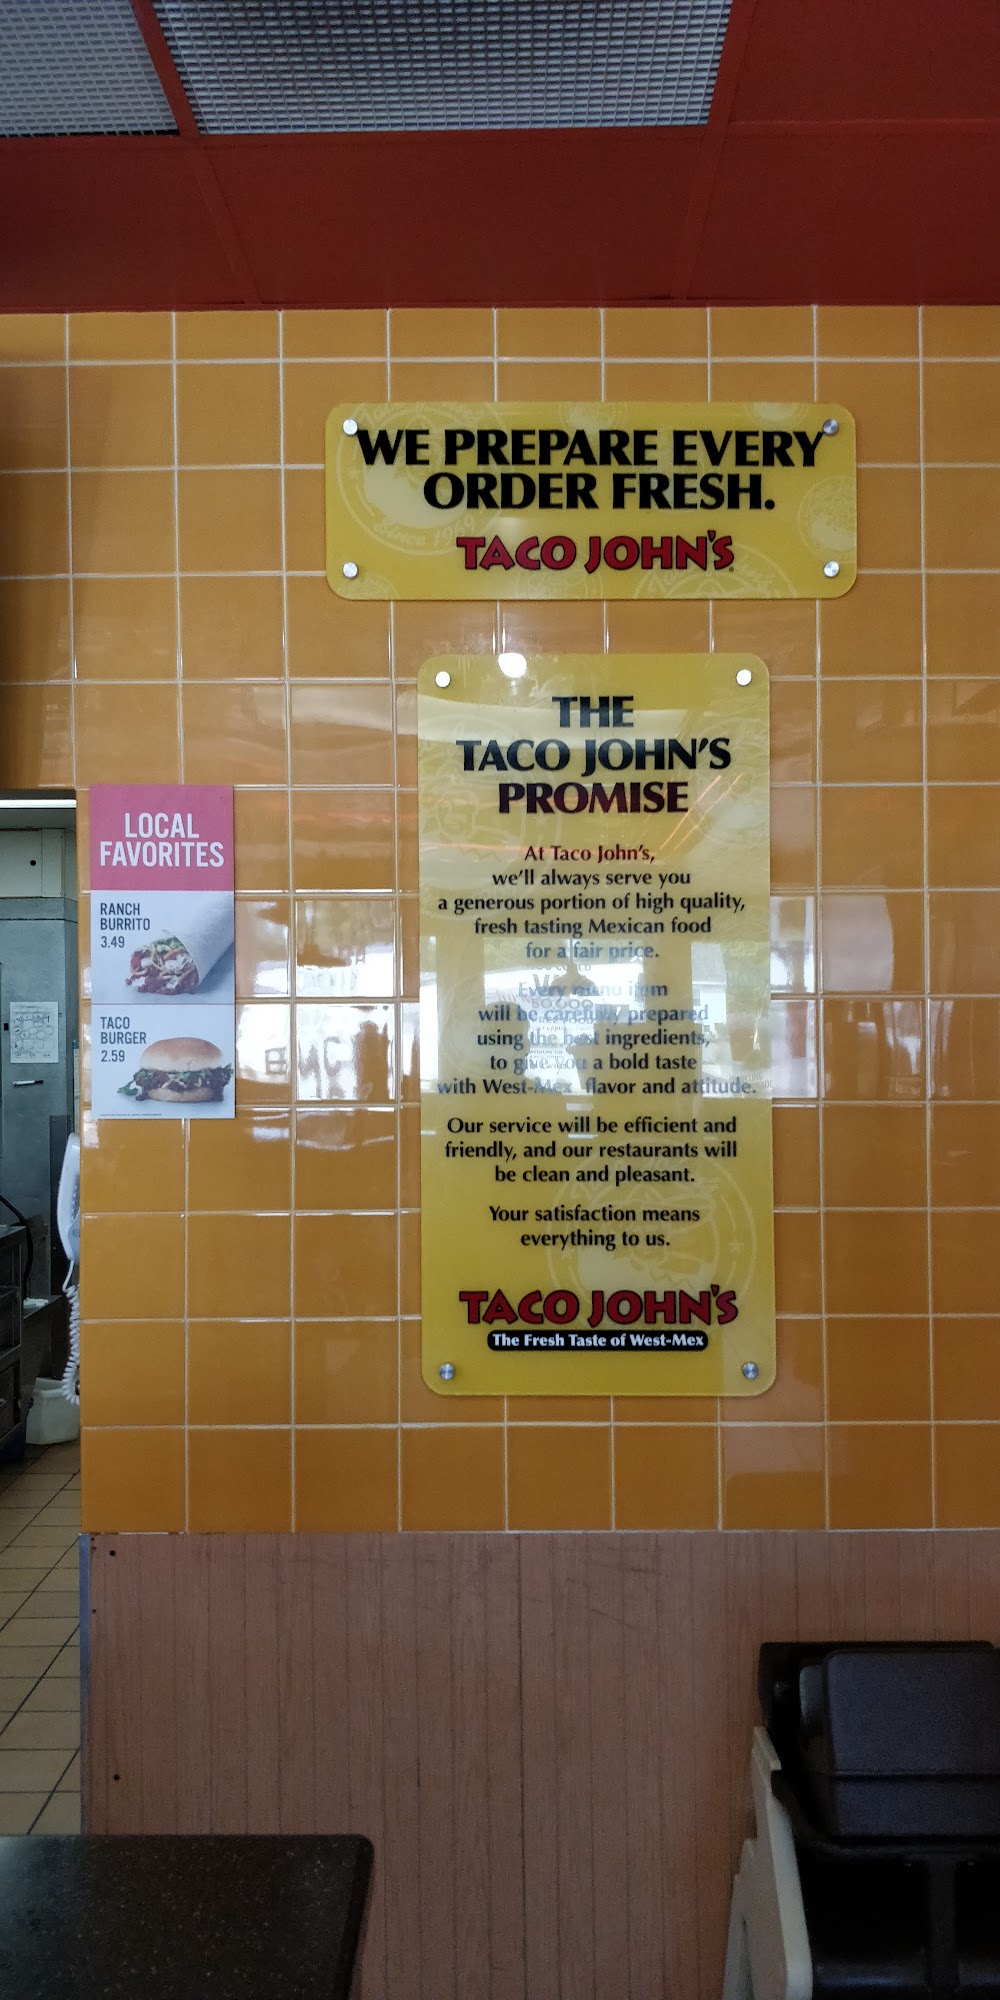 WE PREPARE EVERY
ORDER FRESH.
TACO JOHN'S
Since 1969
THE
TACO JOHN'S
PROMISE
At Taco John's,
we'll always serve you
a generous portion of high quality,
fresh tasting Mexican food
for a fair price.
Every menu item
will be carefully prepared
using the best ingredients,
to give you a bold taste
with West-Mex flavor and attitude.
Our service will be efficient and
friendly, and our restaurants will
be clean and pleasant.
Your satisfaction means
everything to us.
TACO JOHN'S
The Fresh Taste of West-Mex
LOCAL
FAVORITES
RANCH
BURRITO
3.49
TACO
BURGER
2.59